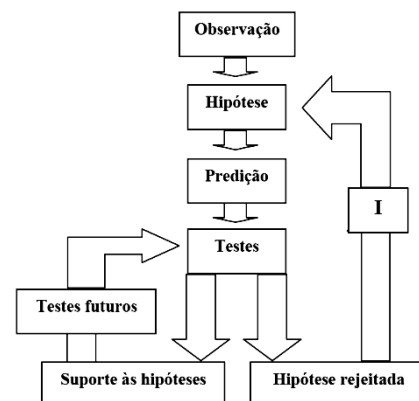 Observação
Hipótese
Predição
I
Testes
Testes futuros
Suporte às hipóteses
Hipótese rejeitada